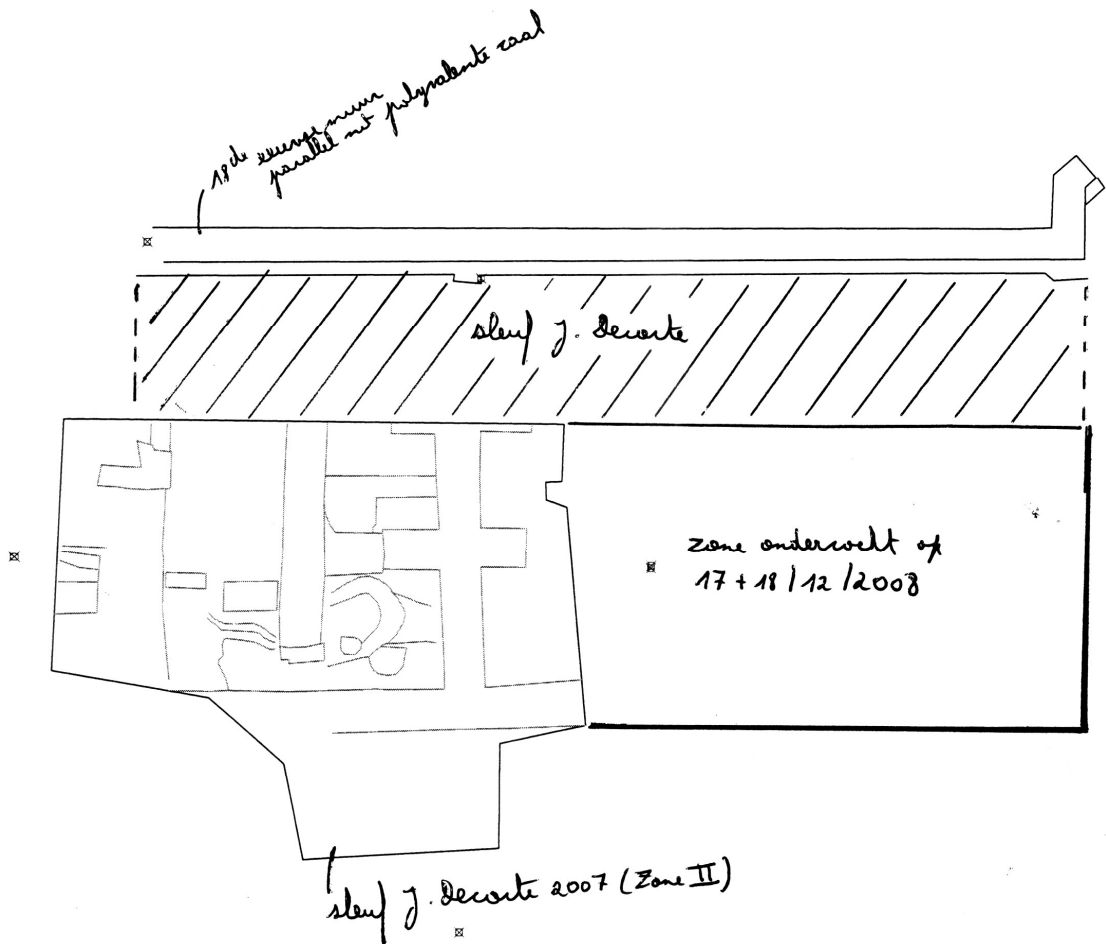 18de eeuwse muur
parallel met polyvalente zaal
sleuf J. Decorte
zone onderzocht op
17 + 18 / 12 / 2008
sleuf J. Decorte 2007 (Zone II)